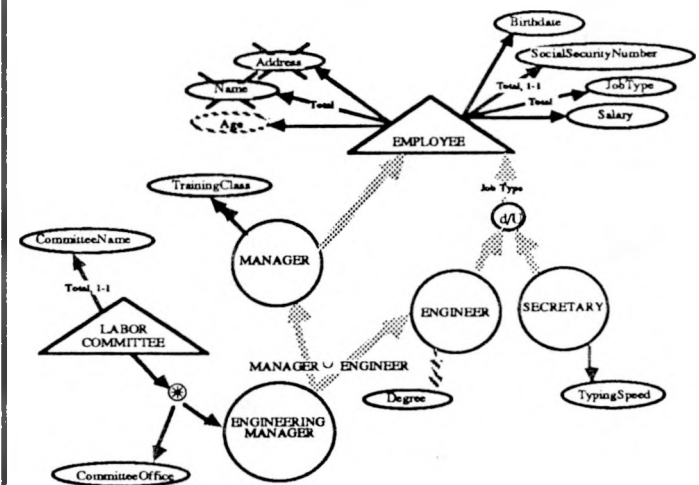 Birthdate
Address
SocialSecurityNumber
Name
Total, 1-1
JobType
Total
Total
Age
Salary
EMPLOYEE
TrainingClass
Job Type
d/U
CommitteeName
MANAGER
Total, 1-1
ENGINEER
SECRETARY
LABOR
COMMITTEE
MANAGER ∪ ENGINEER
Degree
TypingSpeed
ENGINEERING
MANAGER
CommitteeOffice